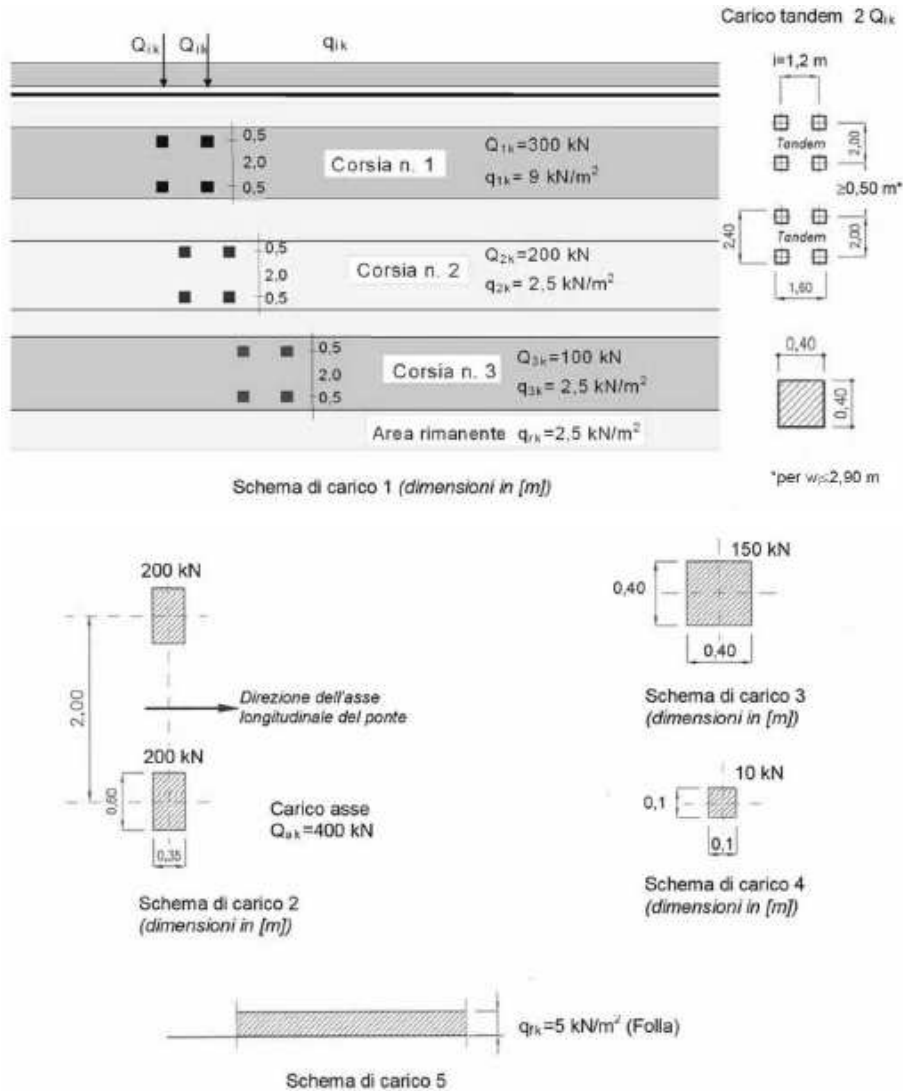 Carico tandem 2 Qik
Qik Qik qik
i=1,2 m
0,5
2,0
0,5
Corsia n. 1
Q1k=300 kN
q1k= 9 kN/m²
Tandem
2,00
≥0,50 m*
0,5
2,0
0,5
Corsia n. 2
Q2k=200 kN
q2k= 2,5 kN/m²
2,40
Tandem
2,00
1,60
0,5
2,0
0,5
Corsia n. 3
Q3k=100 kN
q3k= 2,5 kN/m²
0,40
0,40
Area rimanente qrk=2,5 kN/m²
Schema di carico 1 (dimensioni in [m])
*per wl≤2,90 m
200 kN
2,00
Direzione dell'asse
longitudinale del ponte
200 kN
0,60
0,35
Carico asse
Qak=400 kN
Schema di carico 2
(dimensioni in [m])
150 kN
0,40
0,40
Schema di carico 3
(dimensioni in [m])
10 kN
0,1
0,1
Schema di carico 4
(dimensioni in [m])
qfk=5 kN/m² (Folla)
Schema di carico 5